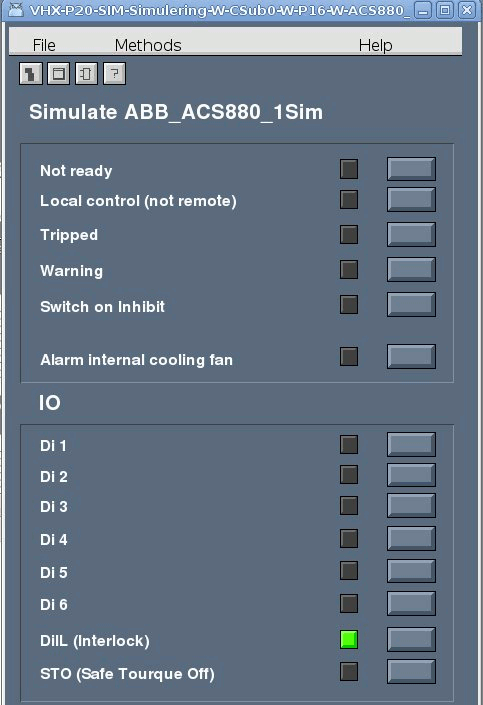 VHX-P20-SIM-Simulering-W-CSub0-W-P16-W-ACS880_
File Methods Help
?
Simulate ABB_ACS880_1Sim
Not ready
Local control (not remote)
Tripped
Warning
Switch on Inhibit
Alarm internal cooling fan
IO
Di 1
Di 2
Di 3
Di 4
Di 5
Di 6
DilL (Interlock)
STO (Safe Tourque Off)